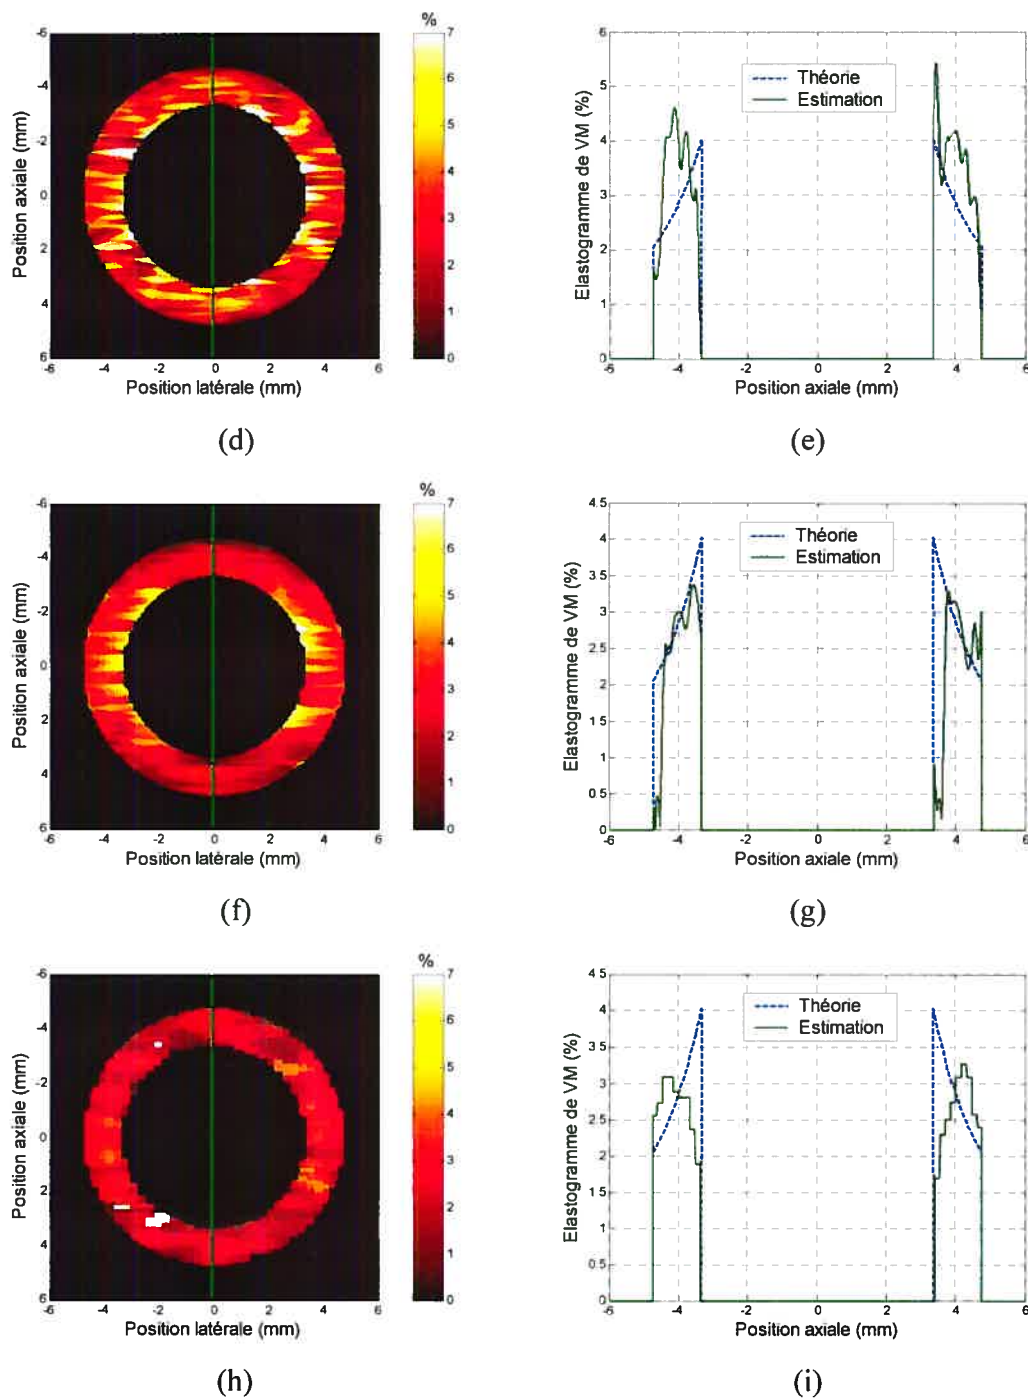 %
-6
-4
-2
0
2
4
6
Position axiale (mm)
-6 -4 -2 0 2 4 6
Position latérale (mm)
7
6
5
4
3
2
1
0
(d)
6
5
4
3
2
1
0
Elastogramme de VM (%)
Théorie
Estimation
-6 -4 -2 0 2 4 6
Position axiale (mm)
(e)
%
-6
-4
-2
0
2
4
6
Position axiale (mm)
-6 -4 -2 0 2 4 6
Position latérale (mm)
7
6
5
4
3
2
1
0
(f)
4.5
4
3.5
3
2.5
2
1.5
1
0.5
0
Elastogramme de VM (%)
Théorie
Estimation
-6 -4 -2 0 2 4 6
Position axiale (mm)
(g)
%
-6
-4
-2
0
2
4
6
Position axiale (mm)
-6 -4 -2 0 2 4 6
Position latérale (mm)
7
6
5
4
3
2
1
0
(h)
4.5
4
3.5
3
2.5
2
1.5
1
0.5
0
Elastogramme de VM (%)
Théorie
Estimation
-6 -4 -2 0 2 4 6
Position axiale (mm)
(i)